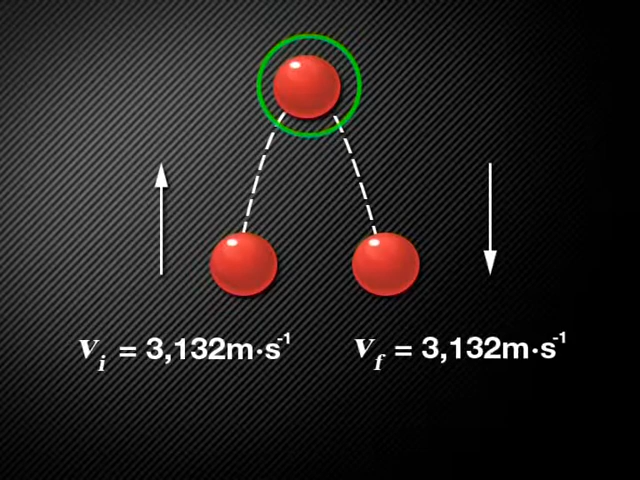 Vi = 3,132m·s-1
Vf = 3,132m·s-1